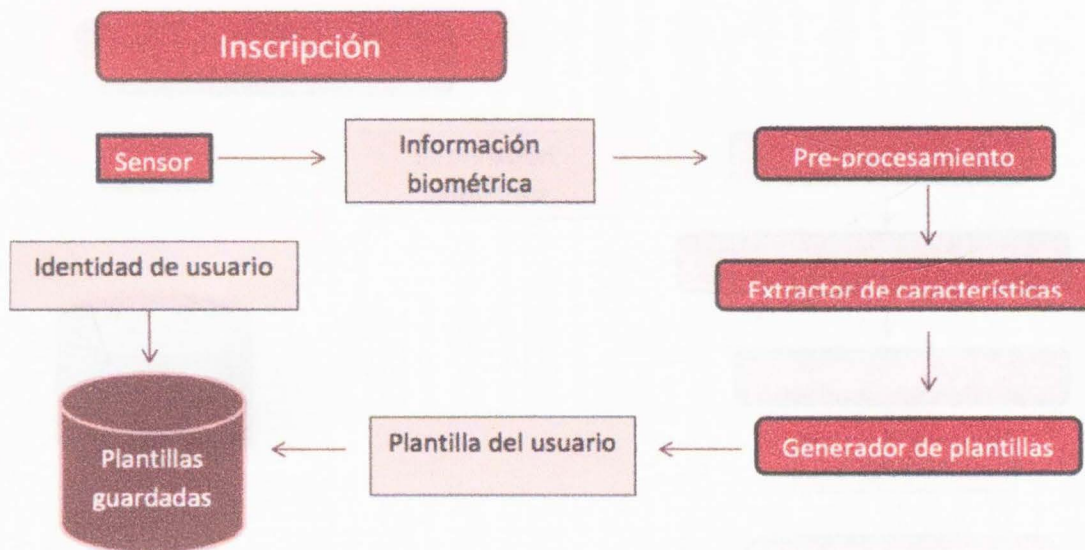 Inscripción
Sensor
Información
biométrica
Pre-procesamiento
Identidad de usuario
Extractor de características
Plantillas
guardadas
Plantilla del usuario
Generador de plantillas